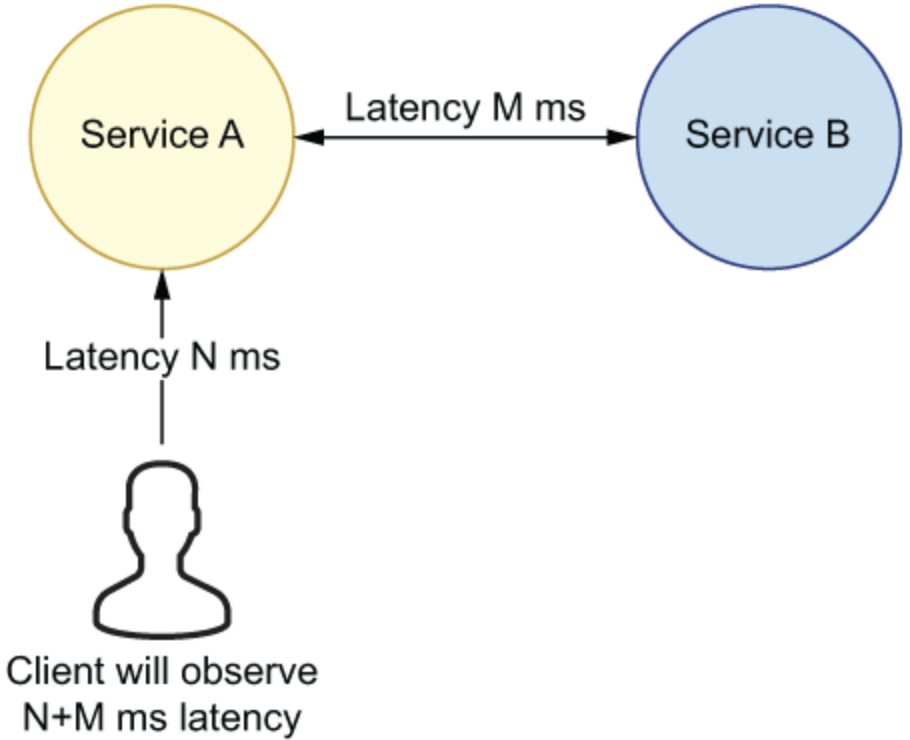 Service A
Latency M ms
Service B
Latency N ms
Client will observe
N+M ms latency